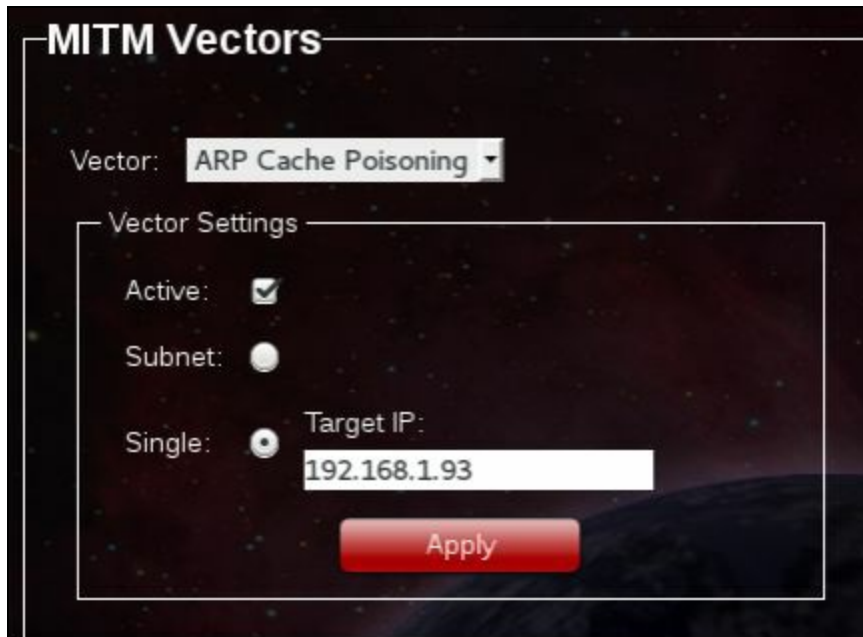 MITM Vectors
Vector: ARP Cache Poisoning
Vector Settings
Active:
Subnet:
Single:
Target IP:
192.168.1.93
Apply